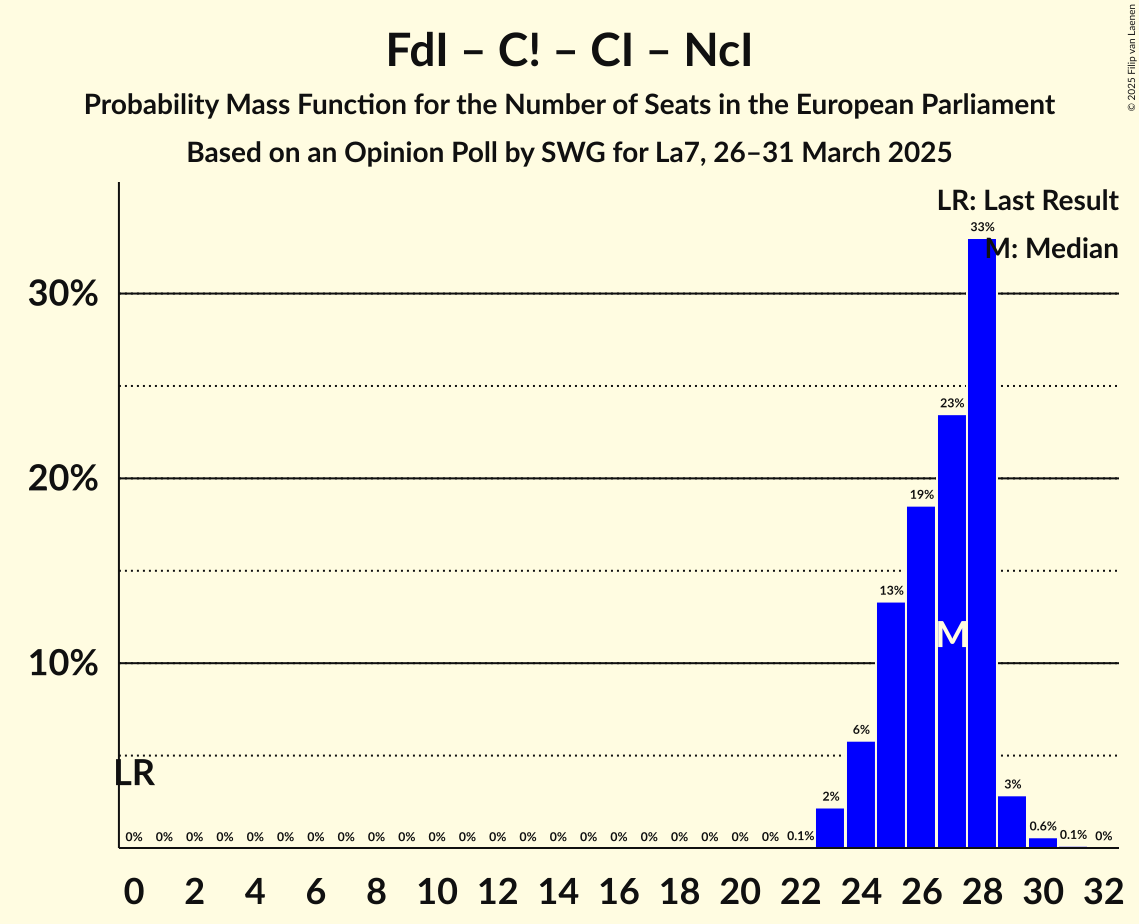 FdI – C! – CI – NcI
Probability Mass Function for the Number of Seats in the European Parliament
Based on an Opinion Poll by SWG for La7, 26–31 March 2025
© 2025 Filip van Laenen
LR: Last Result
M: Median
30%
20%
10%
33%
23%
19%
13%
6%
2%
3%
0.6%
0.1%
0%
M
LR
0% 0% 0% 0% 0% 0% 0% 0% 0% 0% 0% 0% 0% 0% 0% 0% 0% 0% 0% 0% 0% 0% 0.1%
0 2 4 6 8 10 12 14 16 18 20 22 24 26 28 30 32